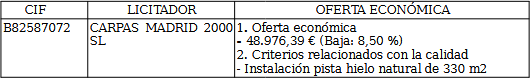 CIF LICITADOR OFERTA ECONÓMICA
B82587072 CARPAS MADRID 2000 1. Oferta económica
SL - 48.976,39 € (Baja: 8,50 %)
2. Criterios relacionados con la calidad
- Instalación pista hielo natural de 330 m2